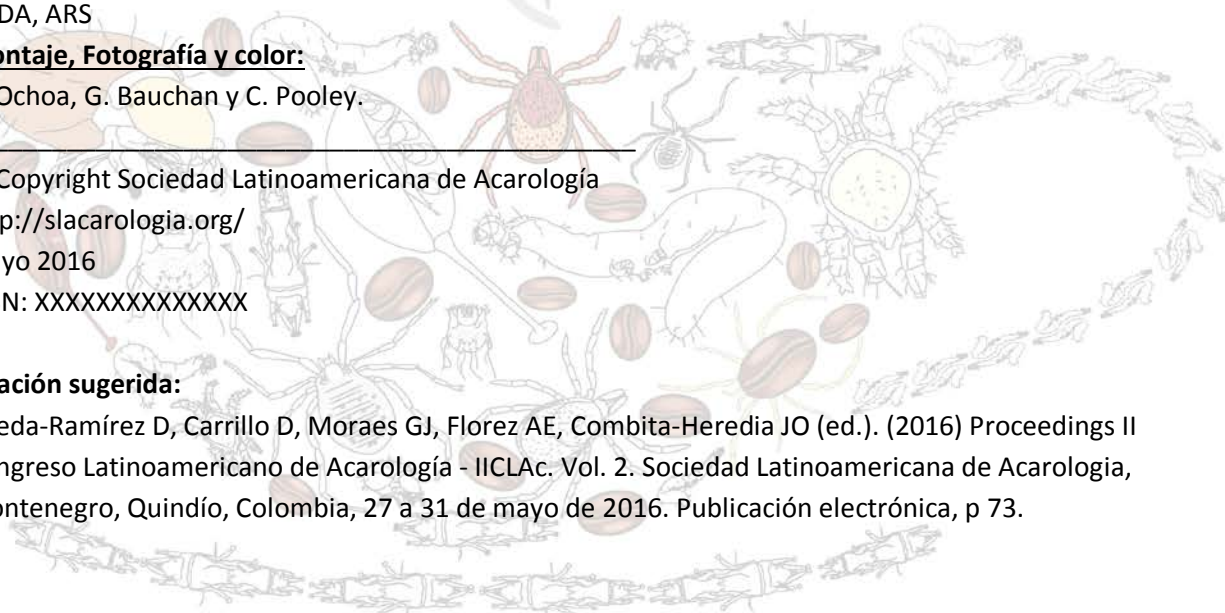 DA, ARS
ontaje, Fotografía y color:
Ochoa, G. Bauchan y C. Pooley.
Copyright Sociedad Latinoamericana de Acarología
p://slacarologia.org/
yo 2016
N: XXXXXXXXXXXXXX
ación sugerida:
eda-Ramírez D, Carrillo D, Moraes GJ, Florez AE, Combita-Heredia JO (ed.). (2016) Proceedings II
ngreso Latinoamericano de Acarología - IICLAc. Vol. 2. Sociedad Latinoamericana de Acarologia,
ontenegro, Quindío, Colombia, 27 a 31 de mayo de 2016. Publicación electrónica, p 73.